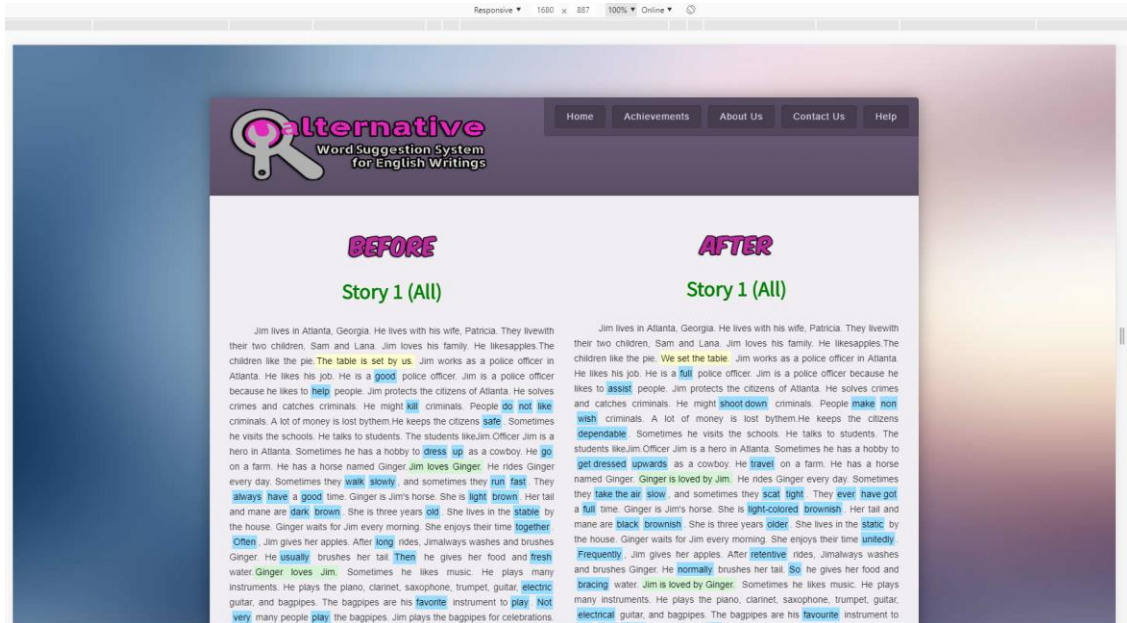 Responsive ▼ 1680 x 887 100% ▼ Online ▼
alternative
Word Suggestion System
for English Writings
Home Achievements About Us Contact Us Help
BEFORE
Story 1 (All)
Jim lives in Atlanta, Georgia. He lives with his wife, Patricia. They livewith
their two children, Sam and Lana. Jim loves his family. He likesapples.The
children like the pie. The table is set by us. Jim works as a police officer in
Atlanta. He likes his job. He is a good police officer. Jim is a police officer
because he likes to help people. Jim protects the citizens of Atlanta. He solves
crimes and catches criminals. He might kill criminals. People do not like
criminals. A lot of money is lost bythem.He keeps the citizens safe. Sometimes
he visits the schools. He talks to students. The students likeJim.Officer Jim is a
hero in Atlanta. Sometimes he has a hobby to dress up as a cowboy. He go
on a farm. He has a horse named Ginger. Jim loves Ginger. He rides Ginger
every day. Sometimes they walk slowly, and sometimes they run fast. They
always have a good time. Ginger is Jim's horse. She is light brown. Her tail
and mane are dark brown. She is three years old. She lives in the stable by
the house. Ginger waits for Jim every morning. She enjoys their time together.
Often, Jim gives her apples. After long rides, Jimalways washes and brushes
Ginger. He usually brushes her tail. Then he gives her food and fresh
water. Ginger loves Jim. Sometimes he likes music. He plays many
instruments. He plays the piano, clarinet, saxophone, trumpet, guitar, electric
guitar, and bagpipes. The bagpipes are his favorite instrument to play. Not
very many people play the bagpipes. Jim plays the bagpipes for celebrations.
AFTER
Story 1 (All)
Jim lives in Atlanta, Georgia. He lives with his wife, Patricia. They livewith
their two children, Sam and Lana. Jim loves his family. He likesapples.The
children like the pie. We set the table. Jim works as a police officer in Atlanta.
He likes his job. He is a full police officer. Jim is a police officer because he
likes to assist people. Jim protects the citizens of Atlanta. He solves crimes
and catches criminals. He might shoot down criminals. People make non
wish criminals. A lot of money is lost bythem.He keeps the citizens
dependable. Sometimes he visits the schools. He talks to students. The
students likeJim.Officer Jim is a hero in Atlanta. Sometimes he has a hobby to
get dressed upwards as a cowboy. He travel on a farm. He has a horse
named Ginger. Ginger is loved by Jim. He rides Ginger every day. Sometimes
they take the air slow, and sometimes they scat tight. They ever have got
a full time. Ginger is Jim's horse. She is light-colored brownish. Her tail and
mane are black brownish. She is three years older. She lives in the static by
the house. Ginger waits for Jim every morning. She enjoys their time unitedly.
Frequently, Jim gives her apples. After retentive rides, Jimalways washes
and brushes Ginger. He normally brushes her tail. So he gives her food and
bracing water. Jim is loved by Ginger. Sometimes he likes music. He plays
many instruments. He plays the piano, clarinet, saxophone, trumpet, guitar,
electrical guitar, and bagpipes. The bagpipes are his favourite instrument to